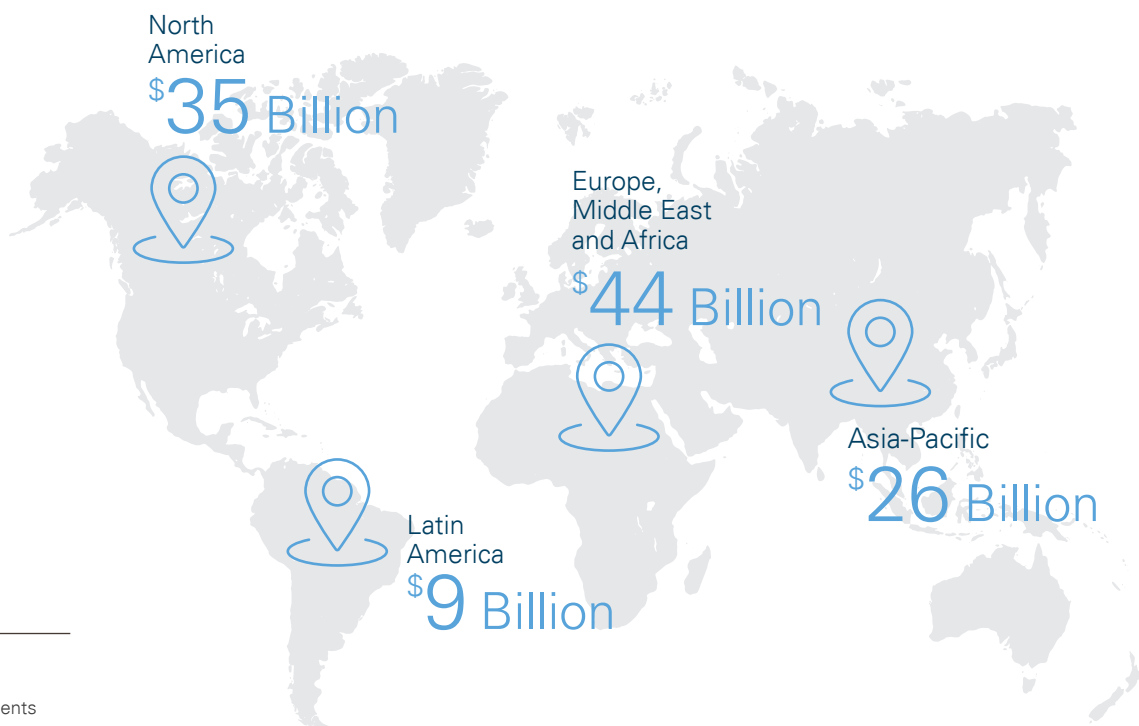 North
America
$35 Billion
Europe,
Middle East
and Africa
$44 Billion
Asia-Pacific
$26 Billion
Latin
America
$9 Billion
ents